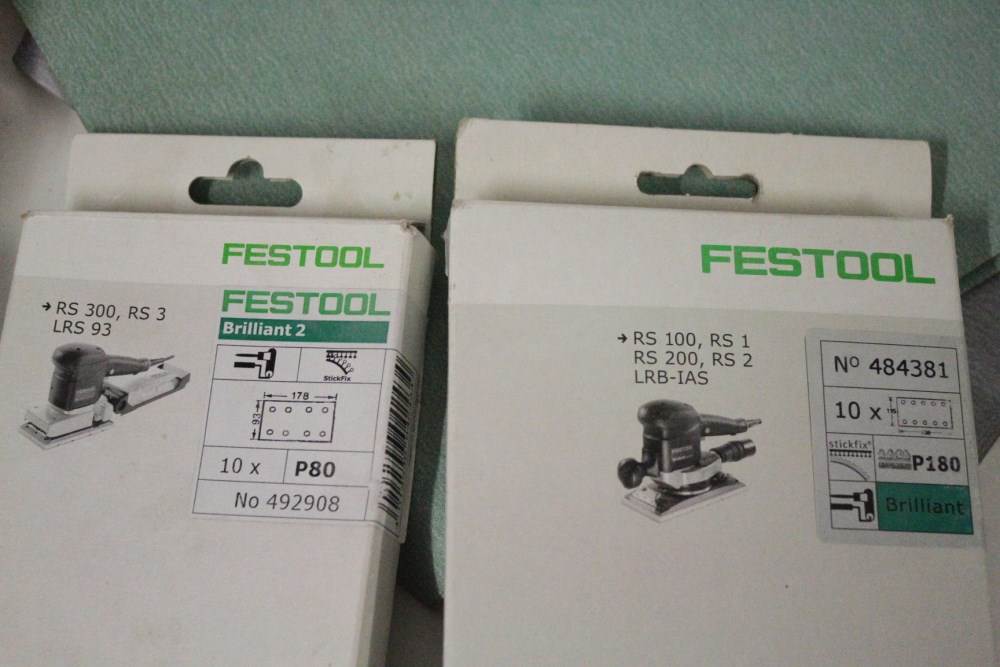 FESTOOL
→ RS 300, RS 3
LRS 93
FESTOOL
Brilliant 2
StickFix
178
93
10 x P80
No 492908
FESTOOL
→ RS 100, RS 1
RS 200, RS 2
LRB-IAS
Nº 484381
10 x
115
stickfix®
P180
Brilliant